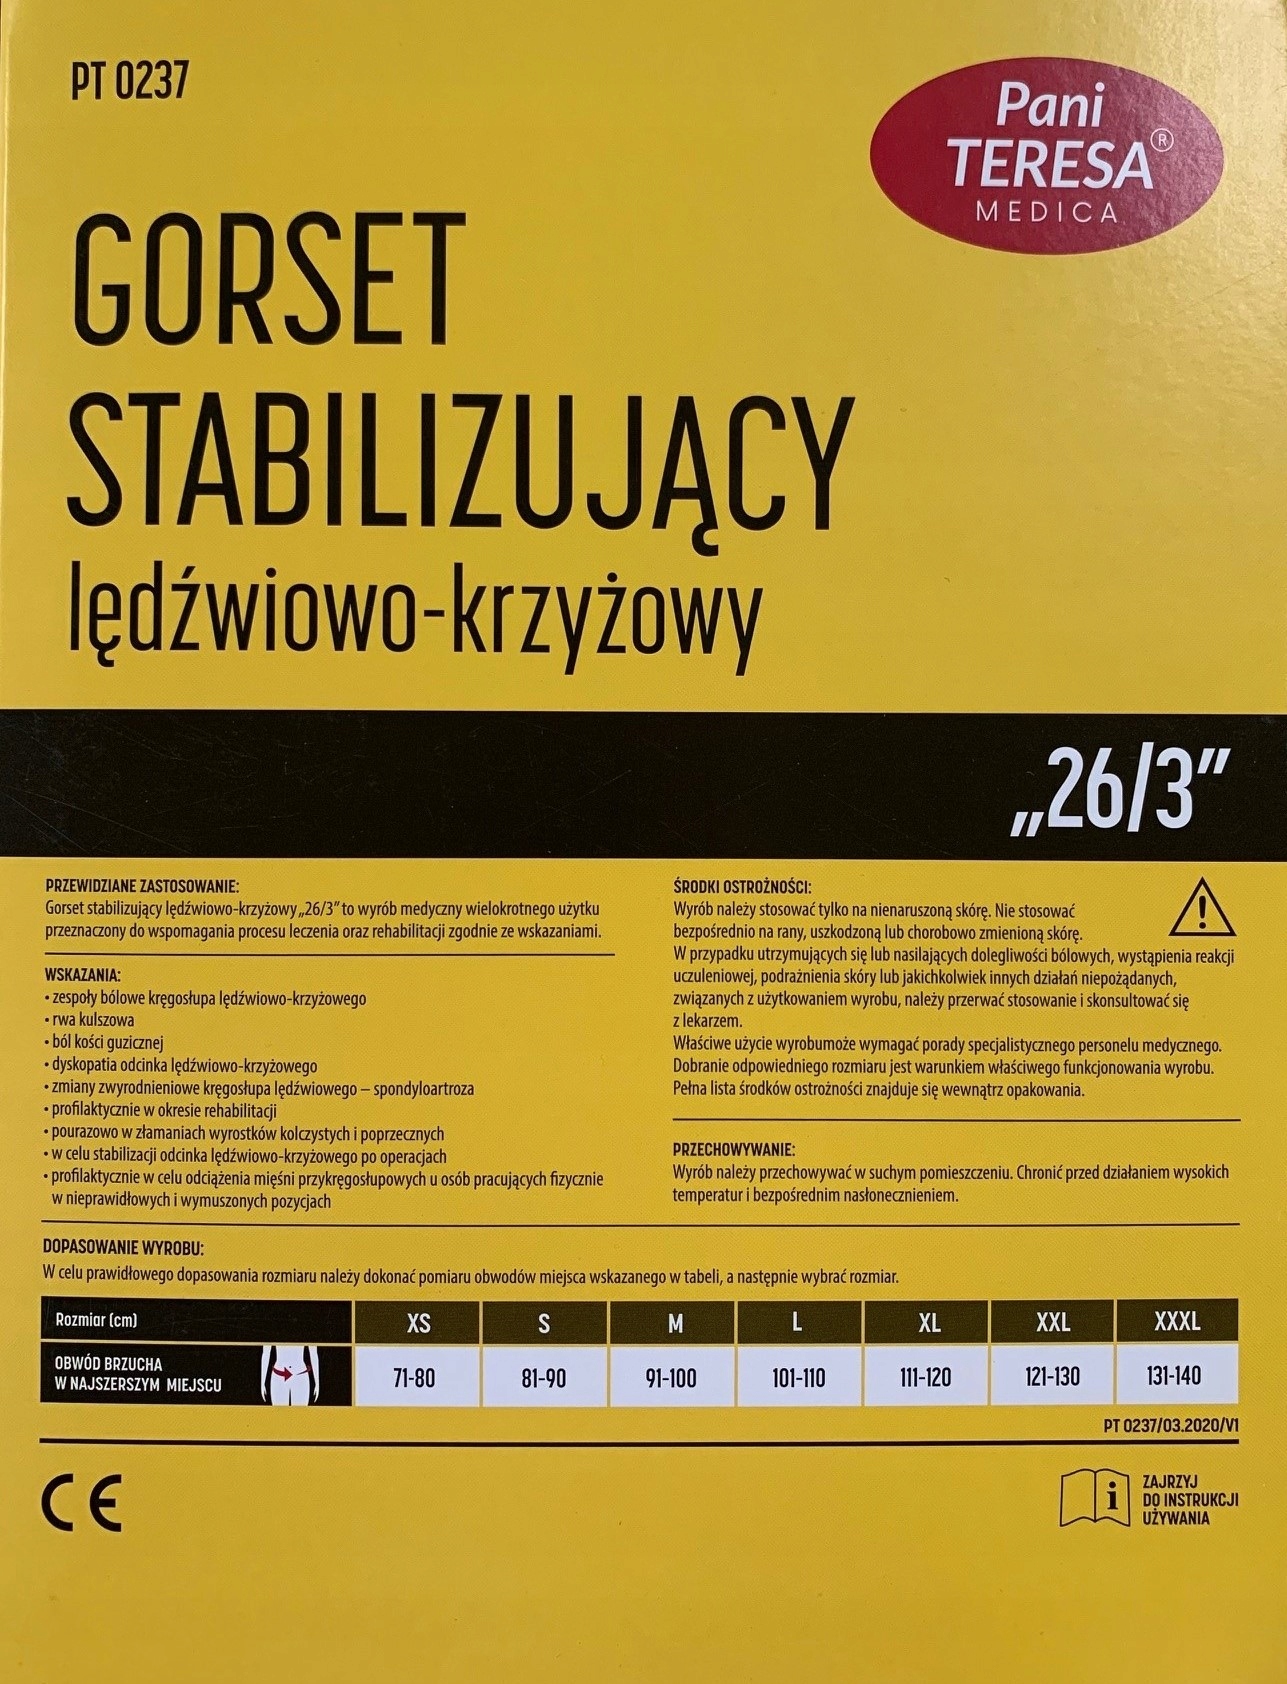 PT 0237
Pani
TERESA®
MEDICA
GORSET
STABILIZUJĄCY
lędźwiowo-krzyżowy
„26/3”
PRZEWIDZIANE ZASTOSOWANIE:
Gorset stabilizujący lędźwiowo-krzyżowy „26/3” to wyrób medyczny wielokrotnego użytku
przeznaczony do wspomagania procesu leczenia oraz rehabilitacji zgodnie ze wskazaniami.
WSKAZANIA:
• zespoły bólowe kręgosłupa lędźwiowo-krzyżowego
• rwa kulszowa
• ból kości guzicznej
• dyskopatia odcinka lędźwiowo-krzyżowego
• zmiany zwyrodnieniowe kręgosłupa lędźwiowego – spondyloartroza
• profilaktycznie w okresie rehabilitacji
• pourazowo w złamaniach wyrostków kolczystych i poprzecznych
• w celu stabilizacji odcinka lędźwiowo-krzyżowego po operacjach
• profilaktycznie w celu odciążenia mięśni przykręgosłupowych u osób pracujących fizycznie
w nieprawidłowych i wymuszonych pozycjach
ŚRODKI OSTROŻNOŚCI:
Wyrób należy stosować tylko na nienaruszoną skórę. Nie stosować
bezpośrednio na rany, uszkodzoną lub chorobowo zmienioną skórę.
W przypadku utrzymujących się lub nasilających dolegliwości bólowych, wystąpienia reakcji
uczuleniowej, podrażnienia skóry lub jakichkolwiek innych działań niepożądanych,
związanych z użytkowaniem wyrobu, należy przerwać stosowanie i skonsultować się
z lekarzem.
Właściwe użycie wyrobumoże wymagać porady specjalistycznego personelu medycznego.
Dobranie odpowiedniego rozmiaru jest warunkiem właściwego funkcjonowania wyrobu.
Pełna lista środków ostrożności znajduje się wewnątrz opakowania.
PRZECHOWYWANIE:
Wyrób należy przechowywać w suchym pomieszczeniu. Chronić przed działaniem wysokich
temperatur i bezpośrednim nasłonecznieniem.
DOPASOWANIE WYROBU:
W celu prawidłowego dopasowania rozmiaru należy dokonać pomiaru obwodów miejsca wskazanego w tabeli, a następnie wybrać rozmiar.
Rozmiar (cm) XS S M L XL XXL XXXL
OBWÓD BRZUCHA
W NAJSZERSZYM MIEJSCU 71-80 81-90 91-100 101-110 111-120 121-130 131-140
PT 0237/03.2020/V1
CE
ZAJRZYJ
DO INSTRUKCJI
UŻYWANIA